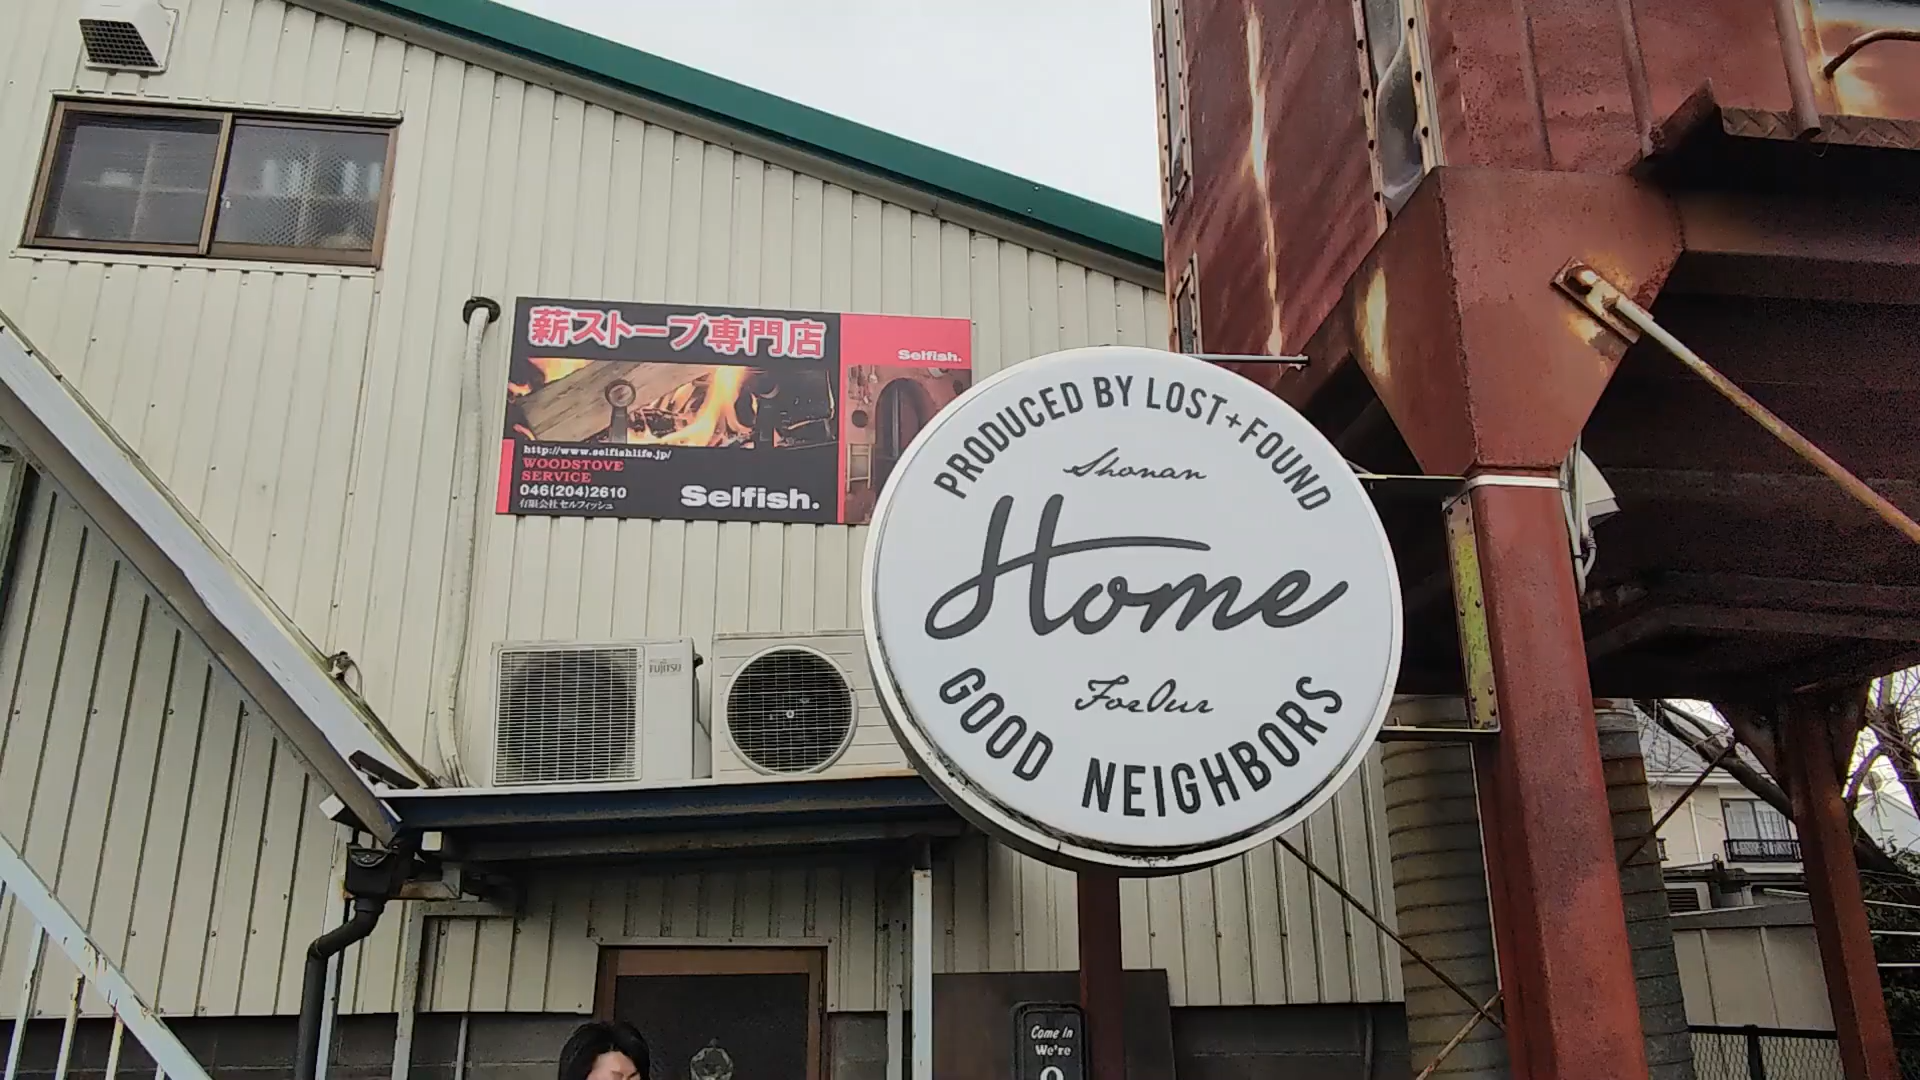 薪ストーブ専門店
Selfish.
http://www.selfishlife.jp/
WOODSTOVE
SERVICE
046(204)2610
有限会社セルフィッシュ
Selfish.
FUJITSU
PRODUCED BY LOST+FOUND
Shonan
Home
For Our
GOOD NEIGHBORS
Come In
We're